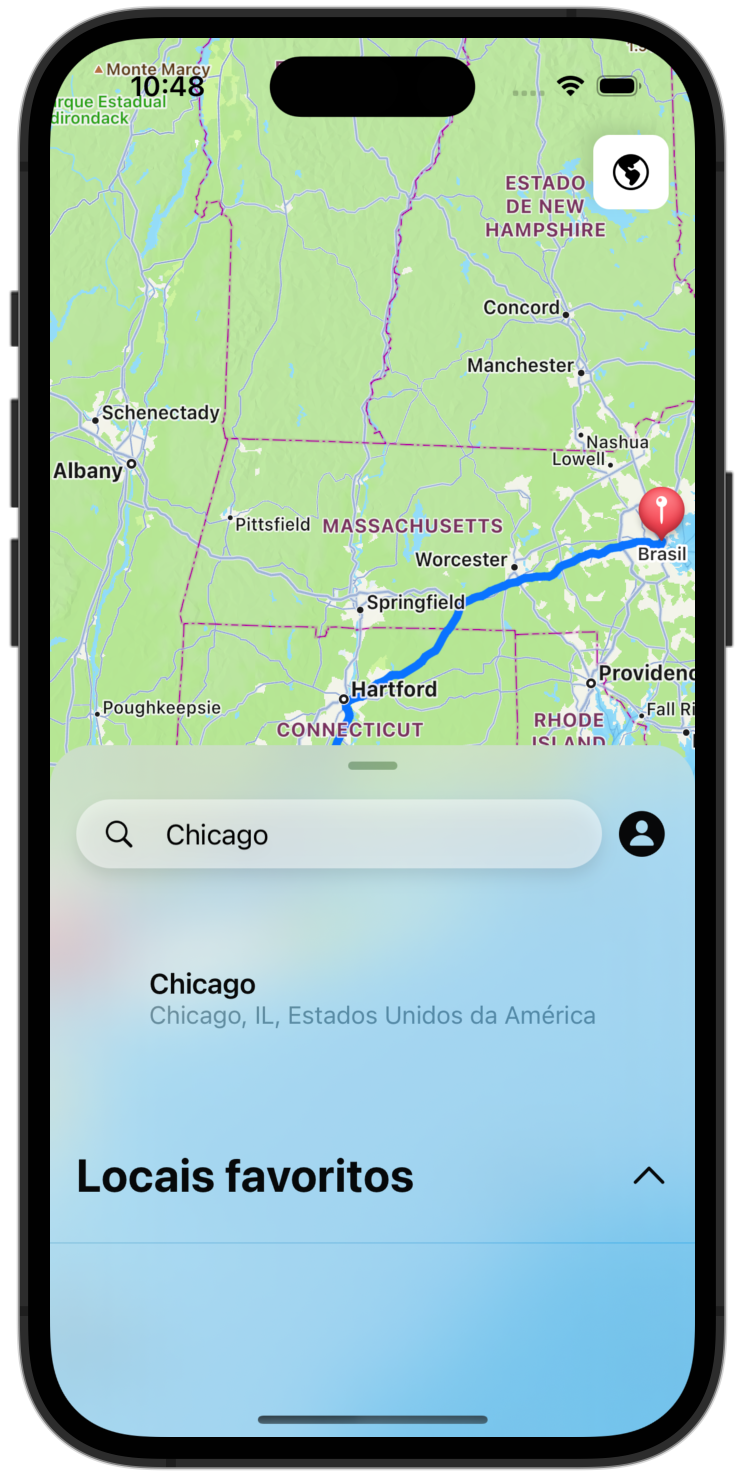 Monte Marcy
10:48
rque Estadual
dirondack
ESTADO
DE NEW
HAMPSHIRE
Concord
Manchester
Schenectady
Nashua
Lowell
Albany
Pittsfield
MASSACHUSETTS
Brasil
Worcester
Springfield
Providenc
Hartford
Poughkeepsie
Fall Ri
CONNECTICUT
RHODE
ISLAND
Chicago
Chicago
Chicago, IL, Estados Unidos da América
Locais favoritos